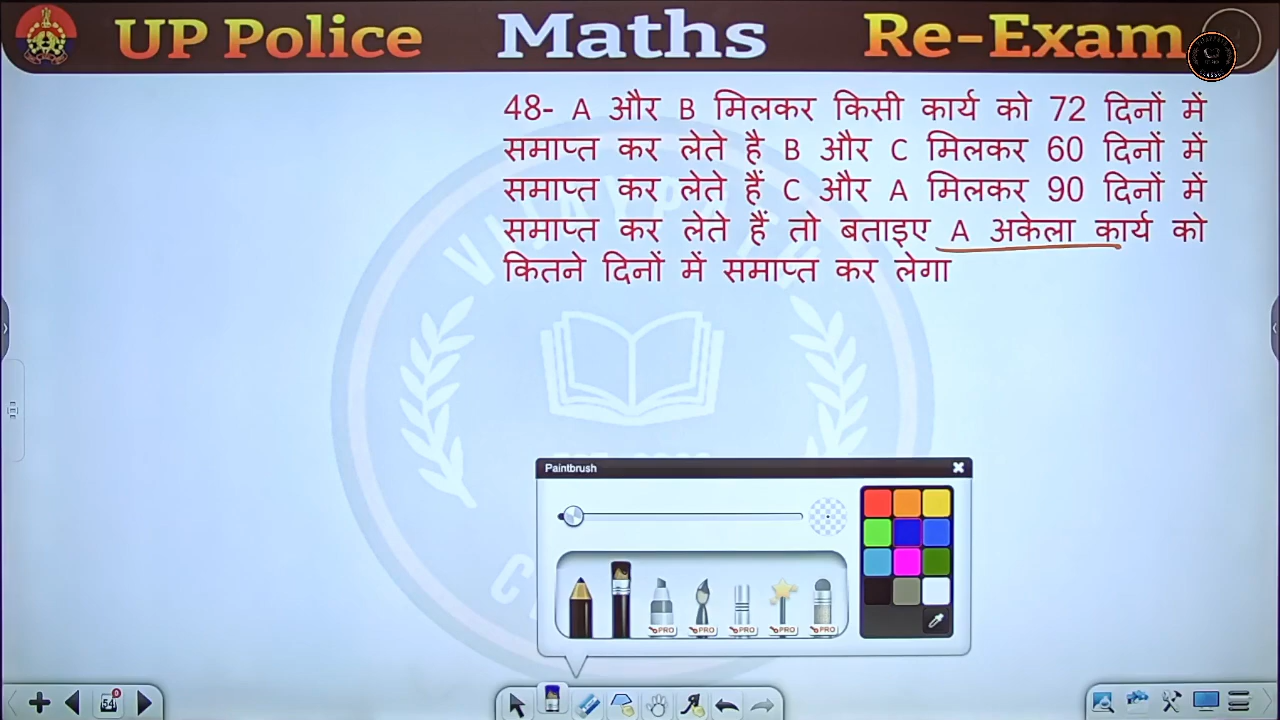 UP Police Maths Re-Exam
48- A और B मिलकर किसी कार्य को 72 दिनों में
समाप्त कर लेते है B और C मिलकर 60 दिनों में
समाप्त कर लेते हैं C और A मिलकर 90 दिनों में
समाप्त कर लेते हैं तो बताइए A अकेला कार्य को
कितने दिनों में समाप्त कर लेगा
Paintbrush
PRO PRO PRO PRO PRO
54